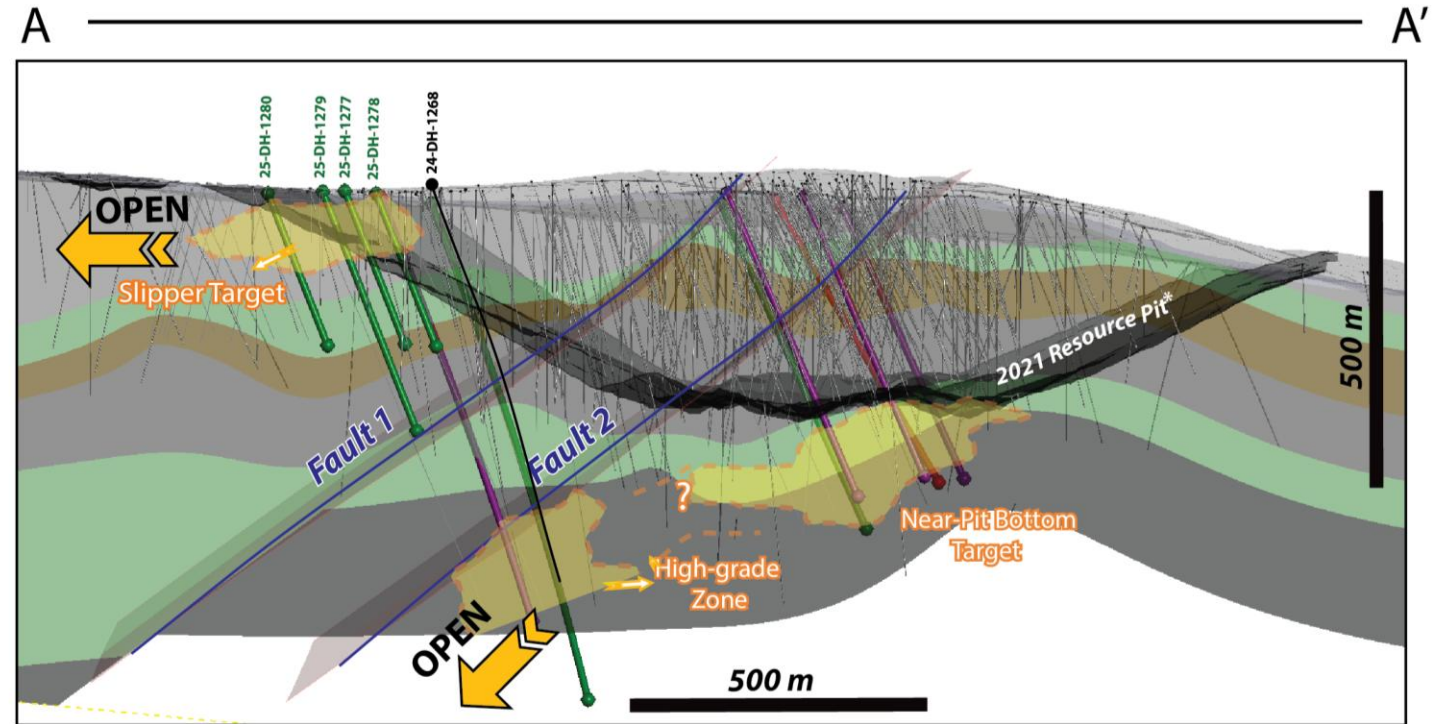 A
A'
25-DH-1280
25-DH-1279
25-DH-1277
25-DH-1278
24-DH-1268
OPEN
Slipper Target
2021 Resource Pit*
500 m
Fault 1
Fault 2
?
Near-Pit Bottom
Target
High-grade
Zone
OPEN
500 m